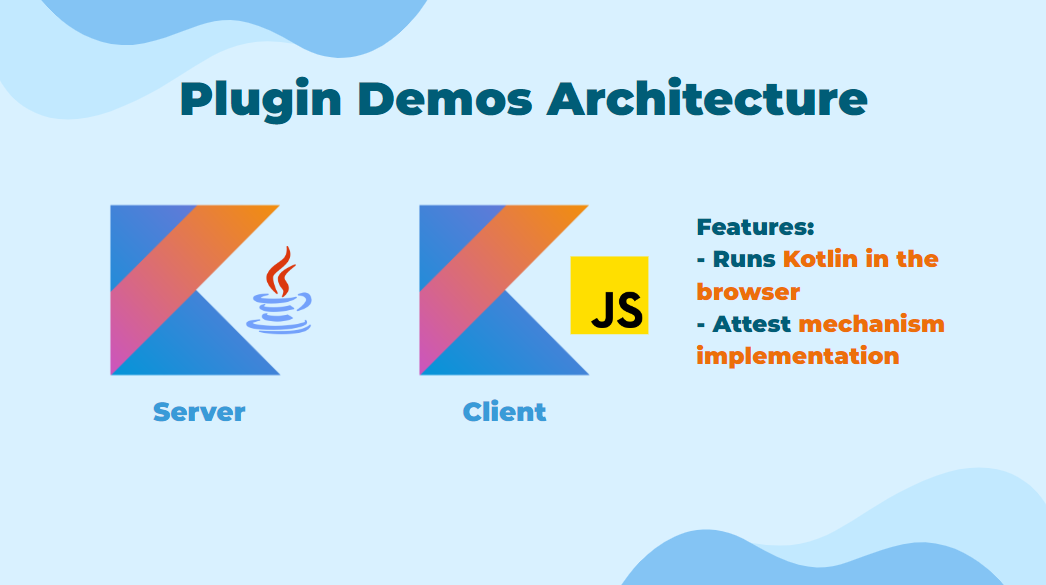 Plugin Demos Architecture
JS
Features:
- Runs Kotlin in the
browser
- Attest mechanism
implementation
Server
Client